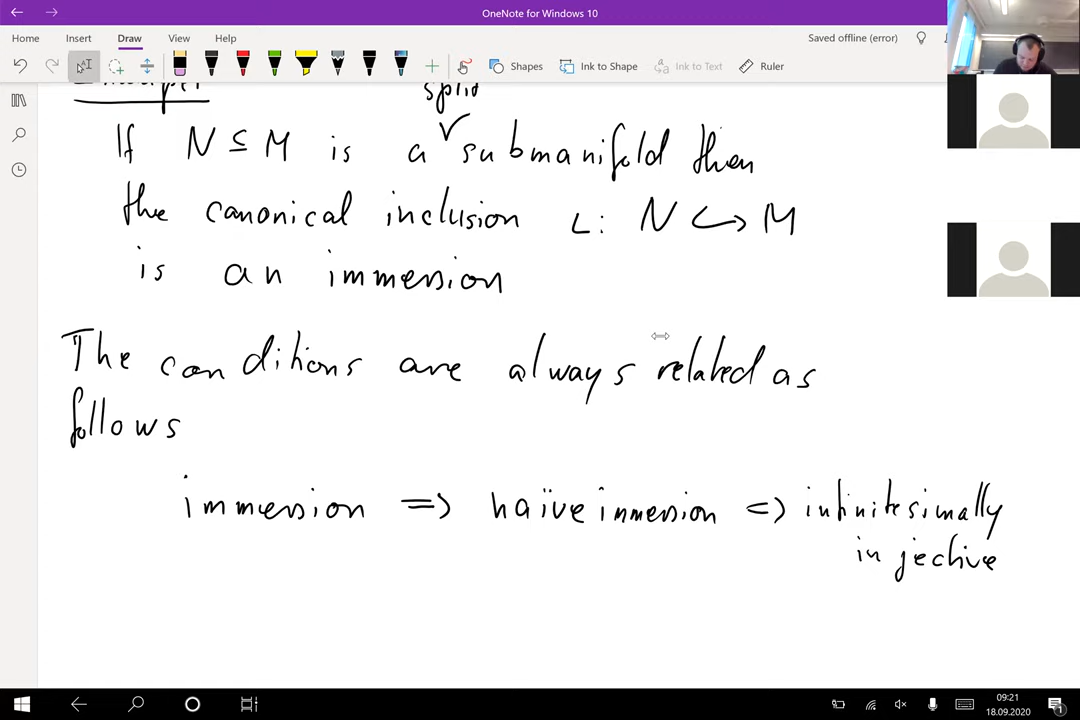 OneNote for Windows 10
Home Insert Draw View Help
Saved offline (error)
Shapes Ink to Shape Ink to Text Ruler
split
If N ⊆ M is a submanifold then
the canonical inclusion ι: N ↪ M
is an immersion
The conditions are always related as
follows
immersion => naïve immersion <=> infinitesimally
injective
09:21
18.09.2020